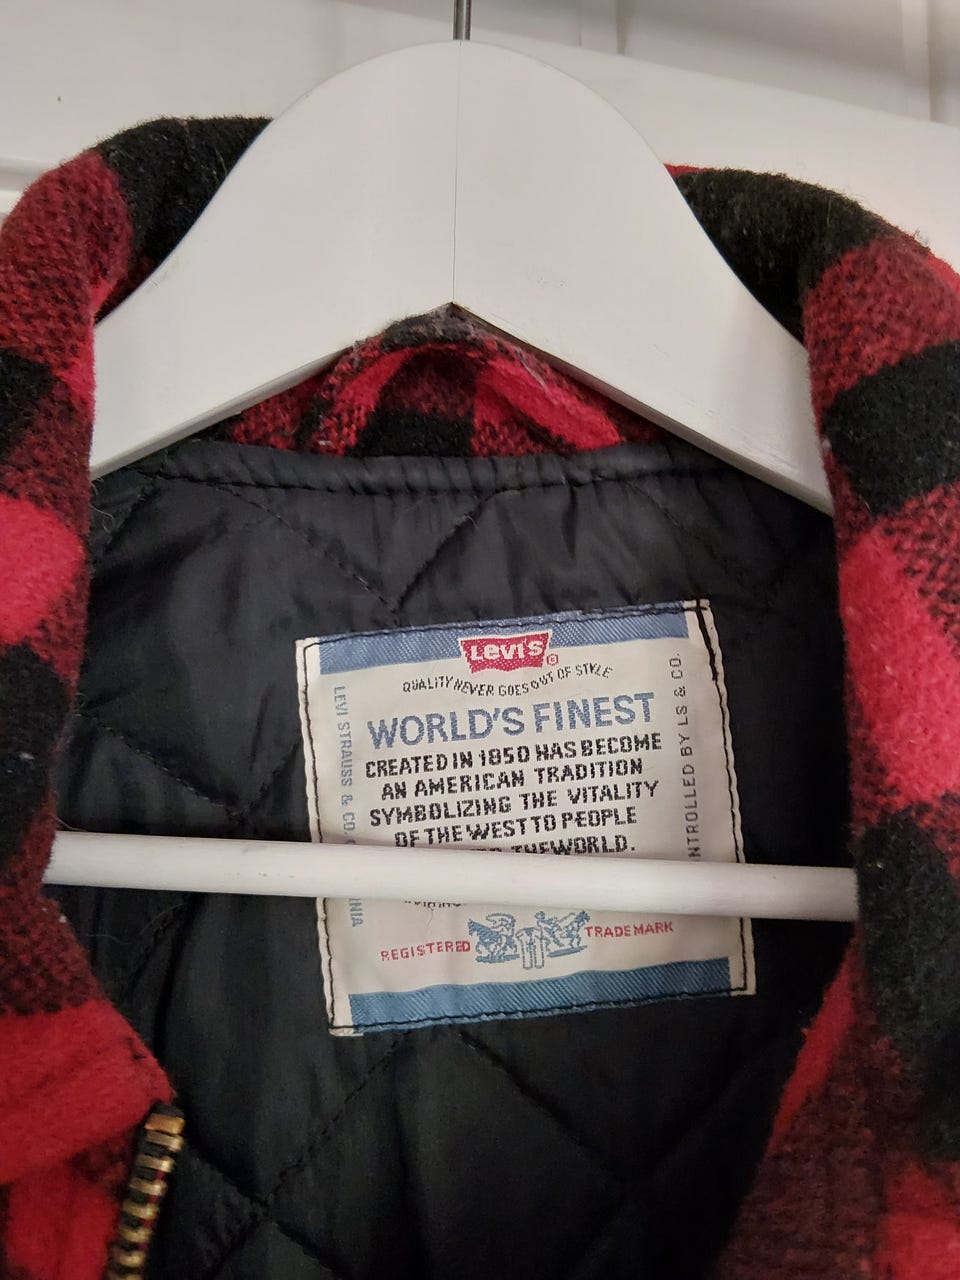 Levi's
QUALITY NEVER GOES OUT OF STYLE
WORLD'S FINEST
CREATED IN 1850 HAS BECOME
AN AMERICAN TRADITION
SYMBOLIZING THE VITALITY
OF THE WEST TO PEOPLE
THE WORLD.
REGISTERED TRADEMARK
LEVI STRAUSS & CO.
BY LS & CO.